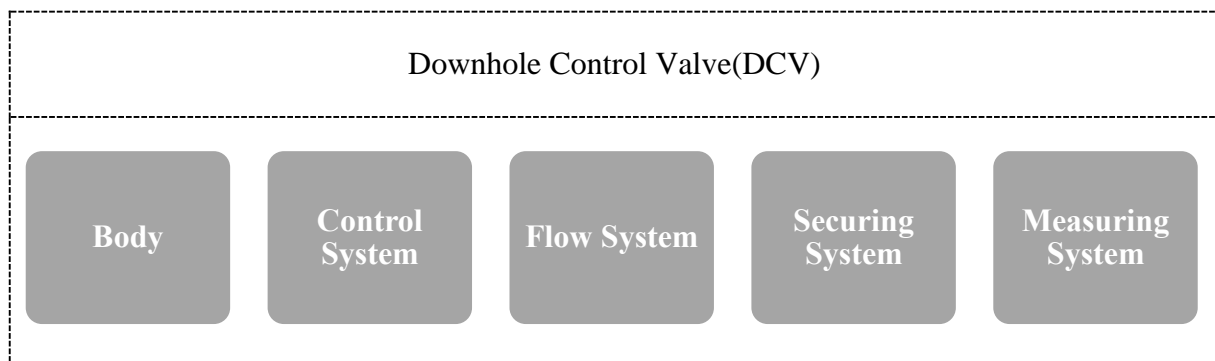 Downhole Control Valve(DCV)
Body
Control
System
Flow System
Securing
System
Measuring
System